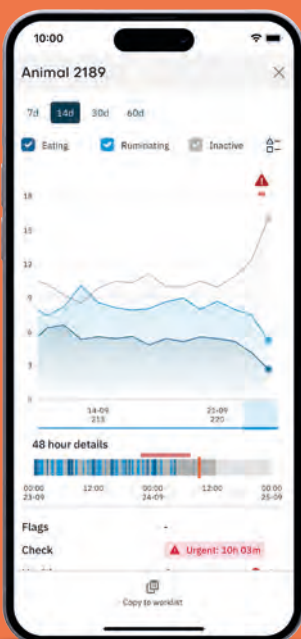 10:00
Animal 2189
7d 14d 30d 60d
Eating Ruminating Inactive
18
15
12
9
6
3
0
14-09 21-09
213 220
48 hour details
00:00 12:00 00:00 12:00 00:00
23-09 24-09 25-09
Flags -
Check Urgent: 10h 03m
Copy to worklist